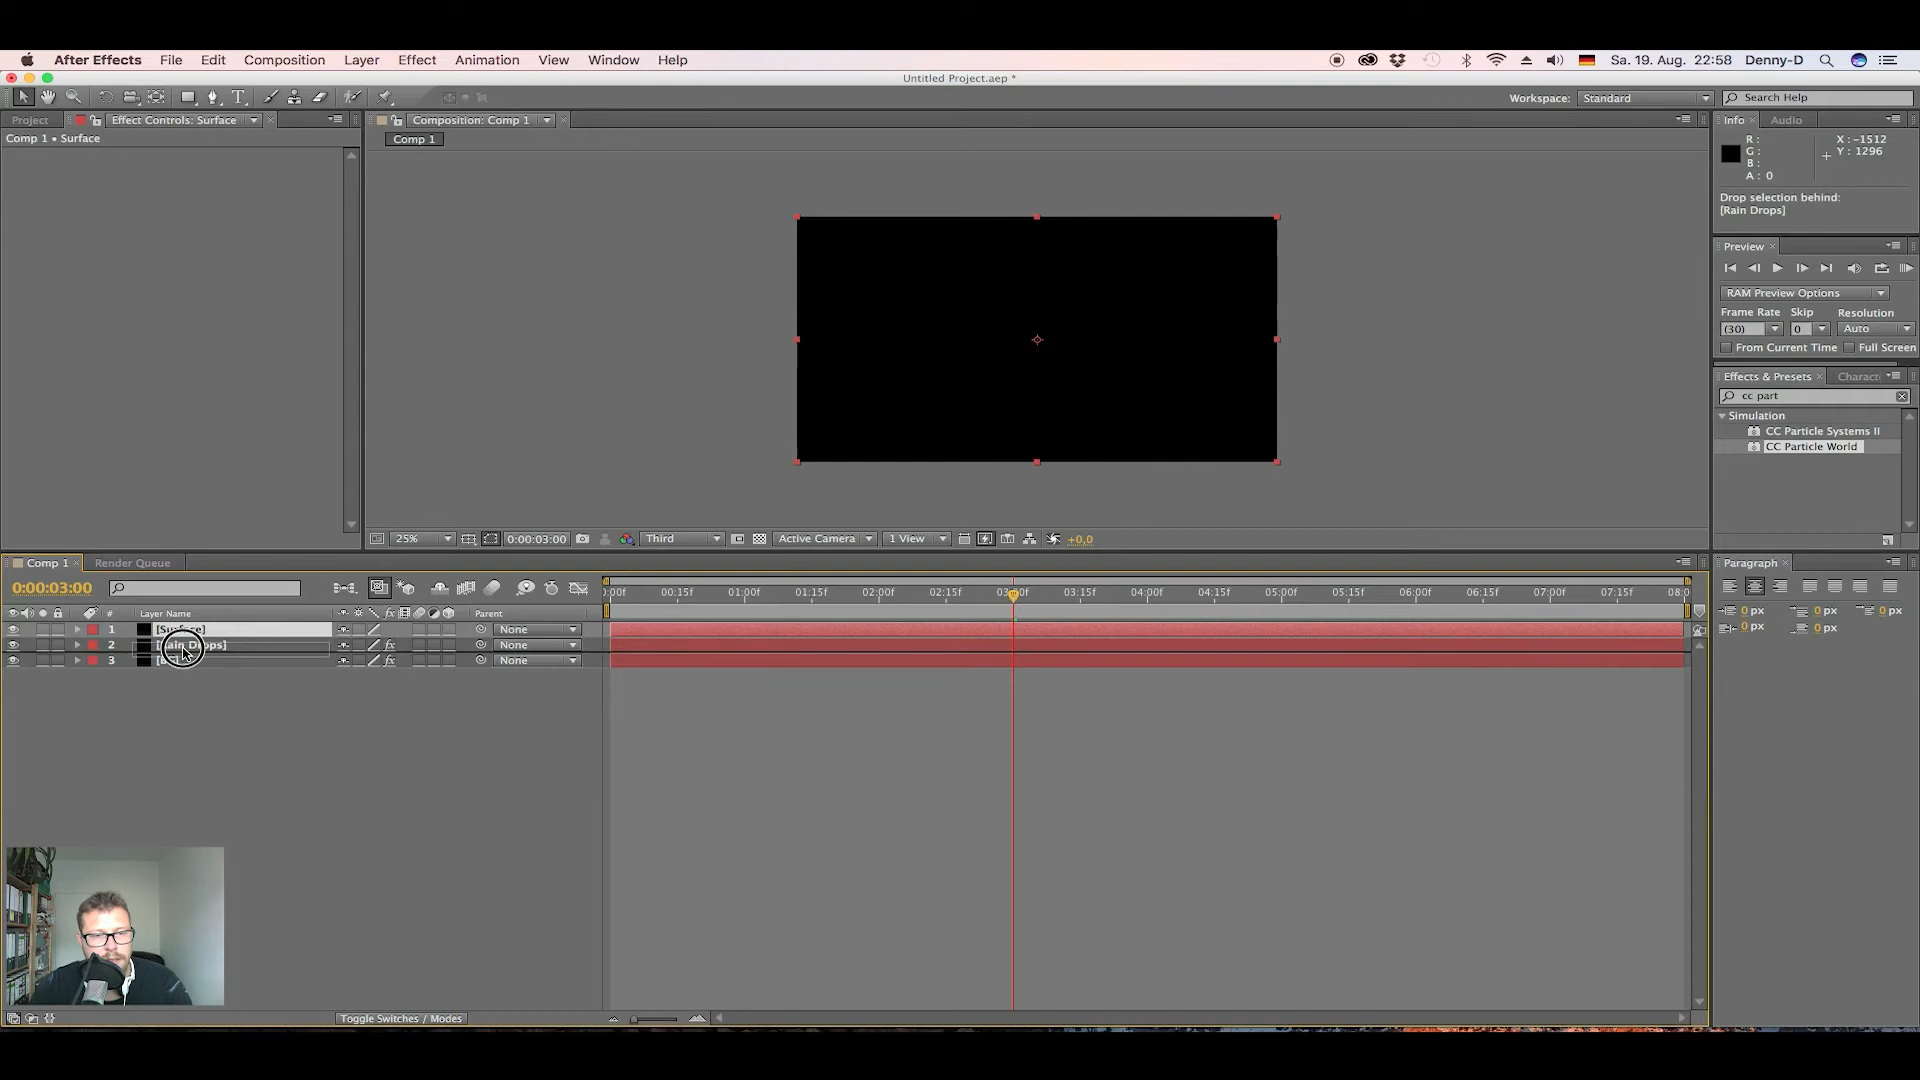 After Effects File Edit Composition Layer Effect Animation View Window Help Sa. 19. Aug. 22:58 Denny-D
Untitled Project.aep *
Workspace: Standard Search Help
Project Effect Controls: Surface Composition: Comp 1 Info Audio
Comp 1 • Surface
Comp 1
R :
G :
B :
A : 0
X : -1512
Y : 1296
Drop selection behind:
[Rain Drops]
Preview
RAM Preview Options
Frame Rate Skip Resolution
(30) 0 Auto
From Current Time Full Screen
Effects & Presets Charact
cc part
Simulation
CC Particle Systems II
CC Particle World
25% 0:00:03:00 Third Active Camera 1 View +0,0
Comp 1 Render Queue
Paragraph
0:00:03:00
:00f 00:15f 01:00f 01:15f 02:00f 02:15f 03:15f 04:00f 04:15f 05:00f 05:15f 06:00f 06:15f 07:00f 07:15f 08:0
0 px 0 px 0 px
0 px 0 px
# Layer Name fx Parent
1 [Surface] None
2 Drops] fx None
3 fx None
Toggle Switches / Modes